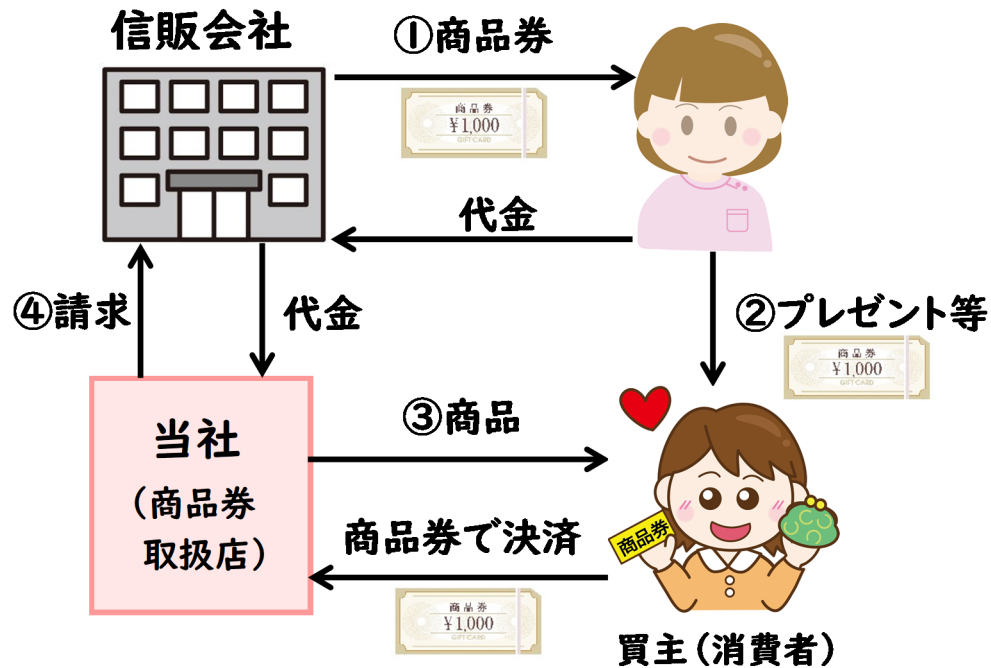 信販会社
①商品券
商品券
¥1,000
GIFT CARD
代金
④請求
代金
②プレゼント等
商品券
¥1,000
GIFT CARD
当社
（商品券
取扱店）
③商品
商品券
商品券で決済
商品券
¥1,000
GIFT CARD
買主（消費者）